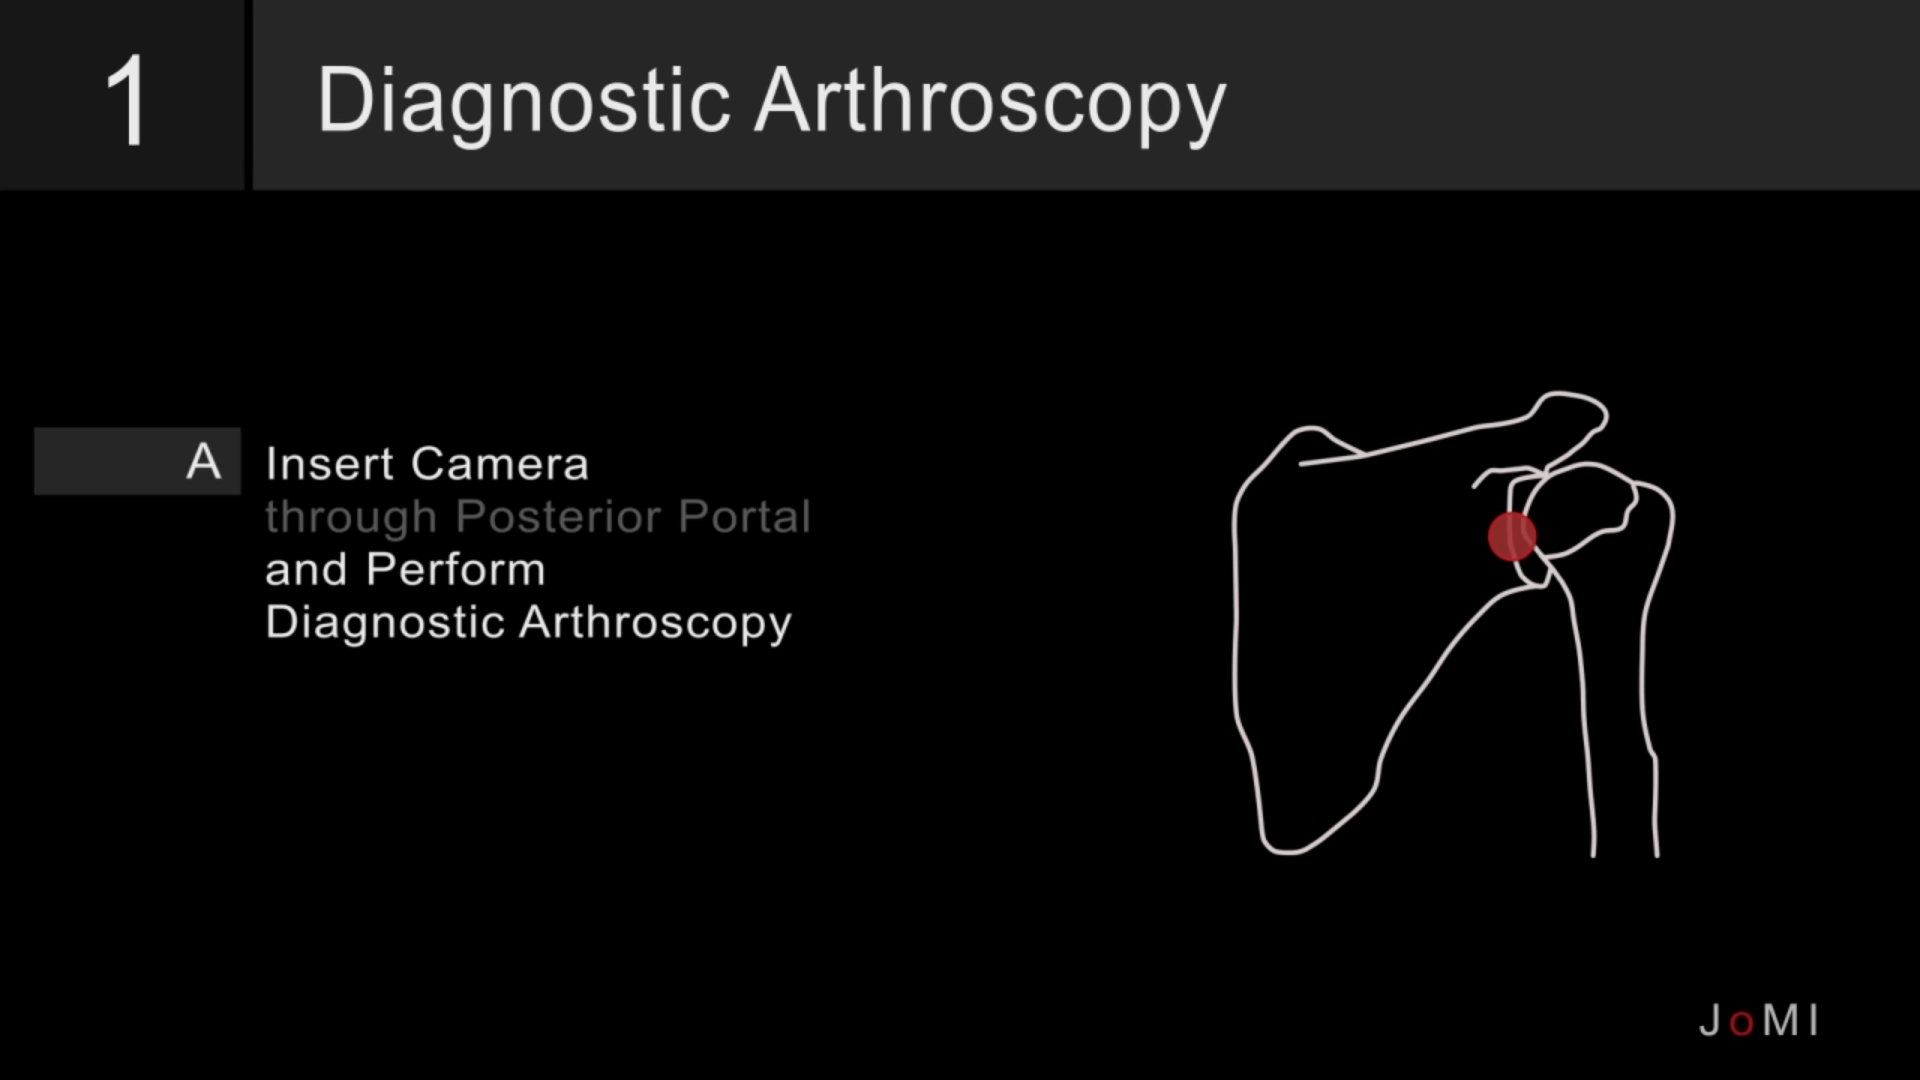 1
Diagnostic Arthroscopy
A
Insert Camera
through Posterior Portal
and Perform
Diagnostic Arthroscopy
JoMI